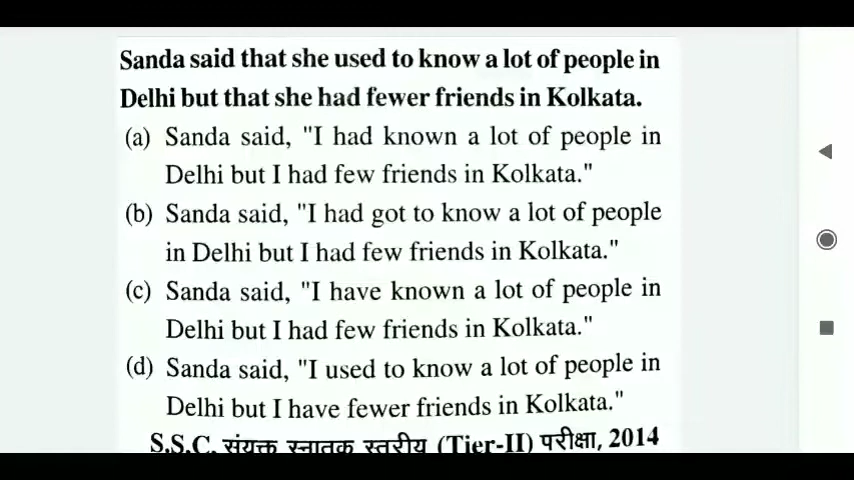 Sanda said that she used to know a lot of people in
Delhi but that she had fewer friends in Kolkata.
(a) Sanda said, "I had known a lot of people in
Delhi but I had few friends in Kolkata."
(b) Sanda said, "I had got to know a lot of people
in Delhi but I had few friends in Kolkata."
(c) Sanda said, "I have known a lot of people in
Delhi but I had few friends in Kolkata."
(d) Sanda said, "I used to know a lot of people in
Delhi but I have fewer friends in Kolkata."
S.S.C. संयुक्त स्नातक स्तरीय (Tier-II) परीक्षा, 2014